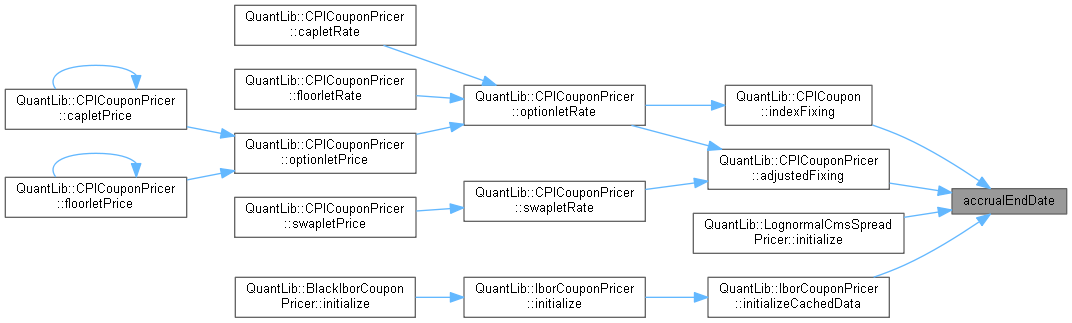 QuantLib::CPICouponPricer
::capletRate
QuantLib::CPICouponPricer
::floorletRate
QuantLib::CPICouponPricer
::capletPrice
QuantLib::CPICouponPricer
::optionletRate
QuantLib::CPICoupon
::indexFixing
QuantLib::CPICouponPricer
::optionletPrice
QuantLib::CPICouponPricer
::adjustedFixing
QuantLib::CPICouponPricer
::floorletPrice
QuantLib::CPICouponPricer
::swapletPrice
QuantLib::CPICouponPricer
::swapletRate
accrualEndDate
QuantLib::LognormalCmsSpread
Pricer::initialize
QuantLib::BlackIborCoupon
Pricer::initialize
QuantLib::IborCouponPricer
::initialize
QuantLib::IborCouponPricer
::initializeCachedData